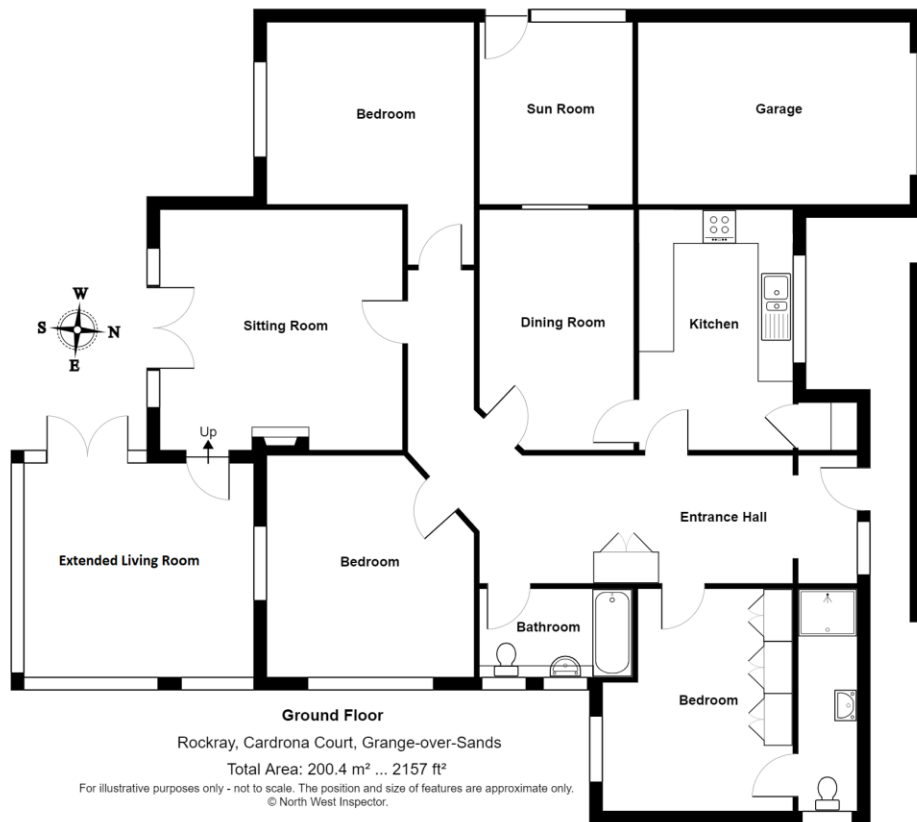 Bedroom
Sun Room
Garage
W
S
N
E
Sitting Room
Dining Room
Kitchen
Up
Extended Living Room
Bedroom
Entrance Hall
Bathroom
Bedroom
Ground Floor
Rockray, Cardrona Court, Grange-over-Sands
Total Area: 200.4 m² ... 2157 ft²
For illustrative purposes only - not to scale. The position and size of features are approximate only.
© North West Inspector.